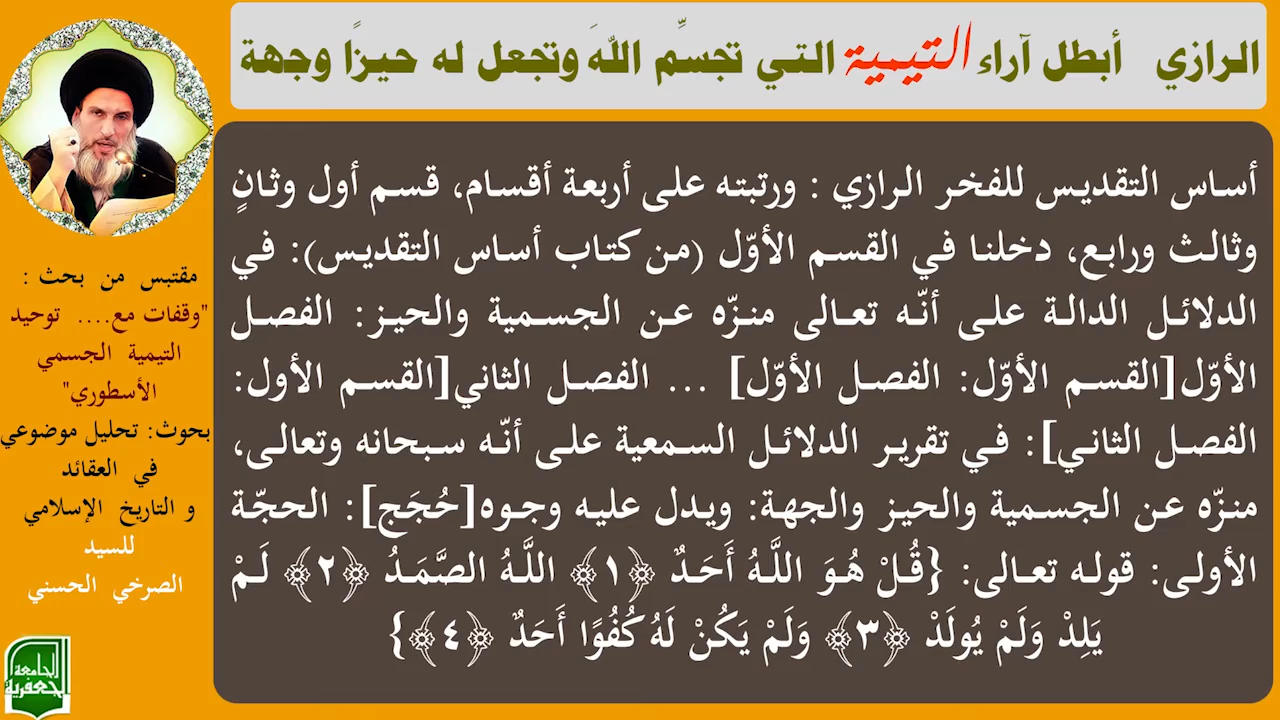 الرازي أبطل آراء التيمية التي تجسِّم اللهَ وتجعل له حيزًا وجهة
أساس التقديس للفخر الرازي : ورتبته على أربعة أقسام، قسم أول وثانٍ
وثالث ورابع، دخلنا في القسم الأوّل (من كتاب أساس التقديس): في
الدلائل الدالة على أنّه تعالى منزّه عن الجسمية والحيز: الفصل
الأوّل[القسم الأوّل: الفصل الأوّل] ... الفصل الثاني[القسم الأول:
الفصل الثاني]: في تقرير الدلائل السمعية على أنّه سبحانه وتعالى،
منزّه عن الجسمية والحيز والجهة: ويدل عليه وجوه[حُجَج]: الحجّة
الأولى: قوله تعالى: {قُلْ هُوَ اللَّهُ أَحَدٌ ﴿١﴾ اللَّهُ الصَّمَدُ ﴿٢﴾ لَمْ
يَلِدْ وَلَمْ يُولَدْ ﴿٣﴾ وَلَمْ يَكُنْ لَهُ كُفُوًا أَحَدٌ ﴿٤﴾}
مقتبس من بحث :
"وقفات مع.... توحيد
التيمية الجسمي
الأسطوري"
بحوث: تحليل موضوعي
في العقائد
و التاريخ الإسلامي
للسيد
الصرخي الحسني
الجامعة
الجعفرية